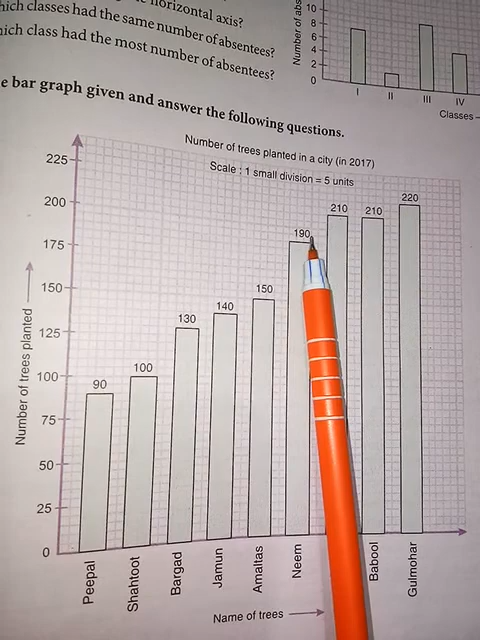 horizontal axis?
hich classes had the same number of absentees?
hich class had the most number of absentees?
Number of abs
10
8
6
4
2
0
I II III IV
Classes
e bar graph given and answer the following questions.
Number of trees planted in a city (in 2017)
Scale : 1 small division = 5 units
Number of trees planted
225
200
175
150
125
100
75
50
25
0
90 100 130 140 150 190 210 210 220
Peepal Shahtoot Bargad Jamun Amaltas Neem Babool Gulmohar
Name of trees